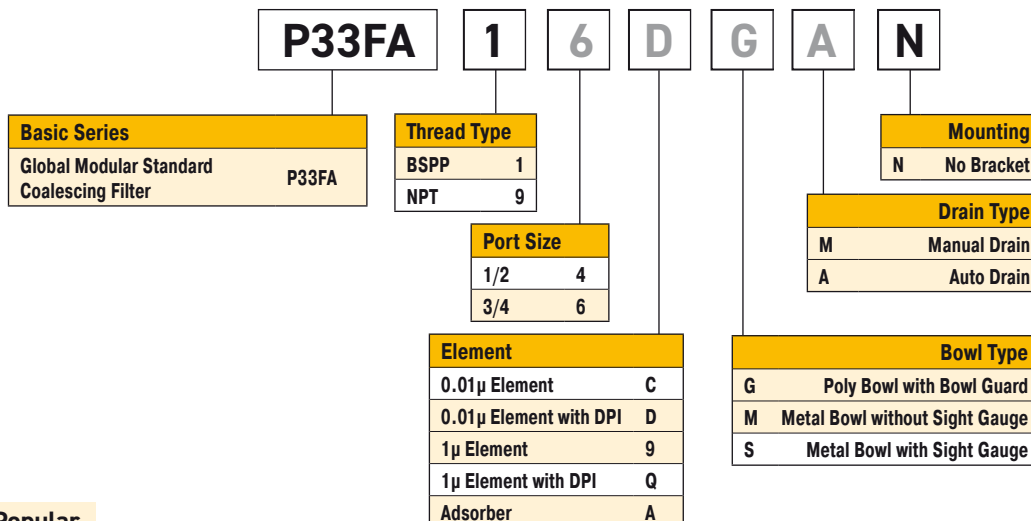 P33FA 1 6 D G A N
Basic Series
Global Modular Standard
Coalescing Filter P33FA
Thread Type
BSPP 1
NPT 9
Port Size
1/2 4
3/4 6
Element
0.01µ Element C
0.01µ Element with DPI D
1µ Element 9
1µ Element with DPI Q
Adsorber A
Mounting
N No Bracket
Drain Type
M Manual Drain
A Auto Drain
Bowl Type
G Poly Bowl with Bowl Guard
M Metal Bowl without Sight Gauge
S Metal Bowl with Sight Gauge
Popular